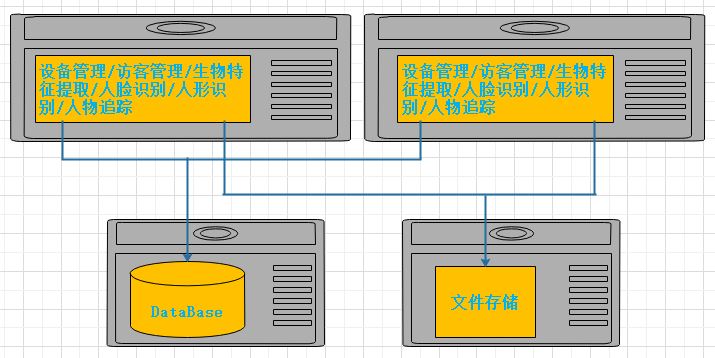 设备管理/访客管理/生物特
征提取/人脸识别/人形识
别/人物追踪
设备管理/访客管理/生物特
征提取/人脸识别/人形识
别/人物追踪
DataBase
文件存储